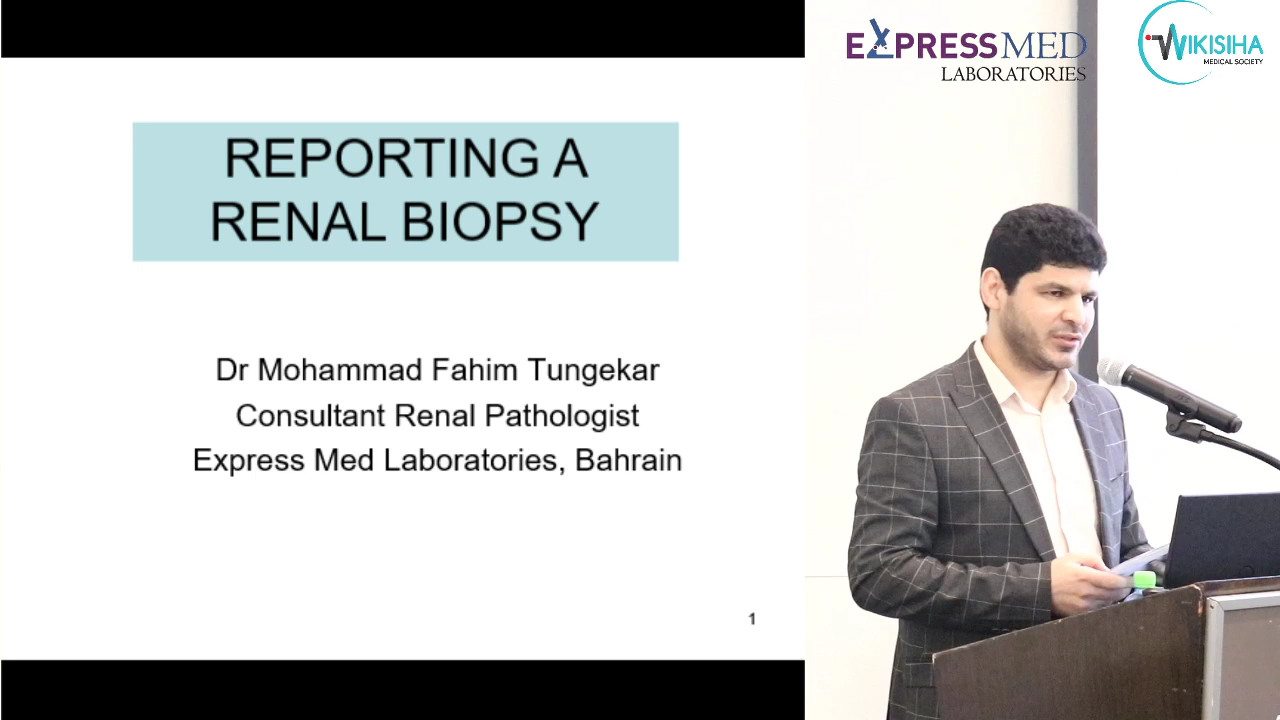 REPORTING A
RENAL BIOPSY
Dr Mohammad Fahim Tungekar
Consultant Renal Pathologist
Express Med Laboratories, Bahrain
1
EXPRESSMED
LABORATORIES
WIKISIHA
MEDICAL SOCIETY